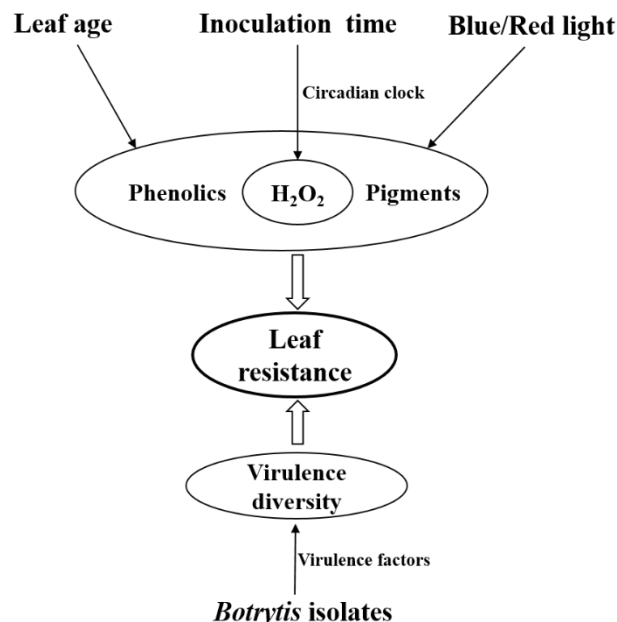 Leaf age
Inoculation time
Blue/Red light
Circadian clock
Phenolics
H₂O₂
Pigments
Leaf
resistance
Virulence
diversity
Virulence factors
Botrytis isolates